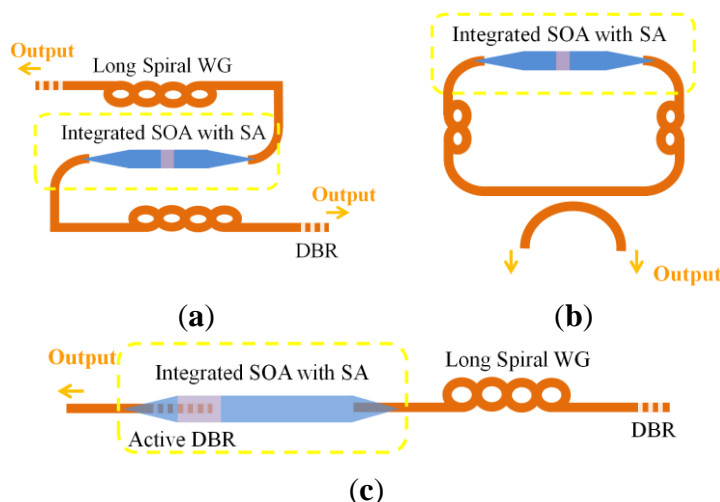 Output
Long Spiral WG
Integrated SOA with SA
Output
DBR
(a)
Integrated SOA with SA
Output
(b)
Output
Integrated SOA with SA
Long Spiral WG
Active DBR
DBR
(c)